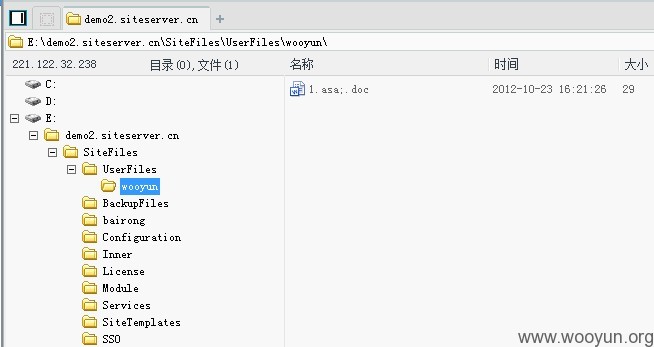 demo2.siteserver.cn
E:\demo2.siteserver.cn\SiteFiles\UserFiles\wooyun\
221.122.32.238 目录(0),文件(1) 名称 时间 大小
C:
D:
E:
demo2.siteserver.cn
SiteFiles
UserFiles
wooyun
BackupFiles
bairong
Configuration
Inner
License
Module
Services
SiteTemplates
SSO
1.asa;.doc 2012-10-23 16:21:26 29
www.wooyun.org